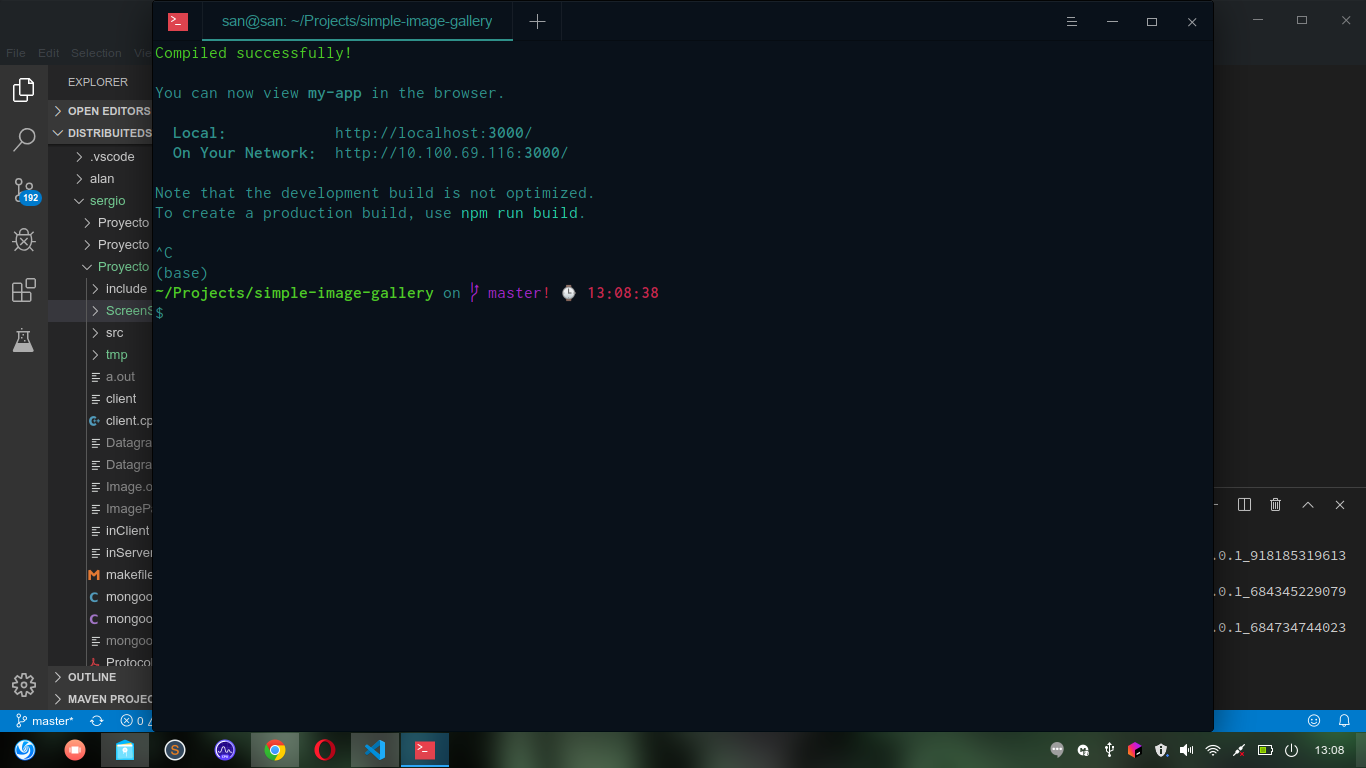 san@san: ~/Projects/simple-image-gallery
File Edit Selection
Compiled successfully!
You can now view my-app in the browser.
Local: http://localhost:3000/
On Your Network: http://10.100.69.116:3000/
Note that the development build is not optimized.
To create a production build, use npm run build.
^C
(base)
~/Projects/simple-image-gallery on master! ⌚ 13:08:38
$
EXPLORER
OPEN EDITORS
DISTRIBUITEDS
.vscode
alan
sergio
Proyecto
Proyecto
Proyecto
include
ScreenS
src
tmp
a.out
client
client.cp
Datagra
Datagra
Image.o
ImagePa
inClient
inServer
makefile
mongoo
mongoo
mongoo
Protocol
OUTLINE
MAVEN PROJEC
192
.0.1_918185319613
.0.1_684345229079
.0.1_684734744023
master*
0
13:08